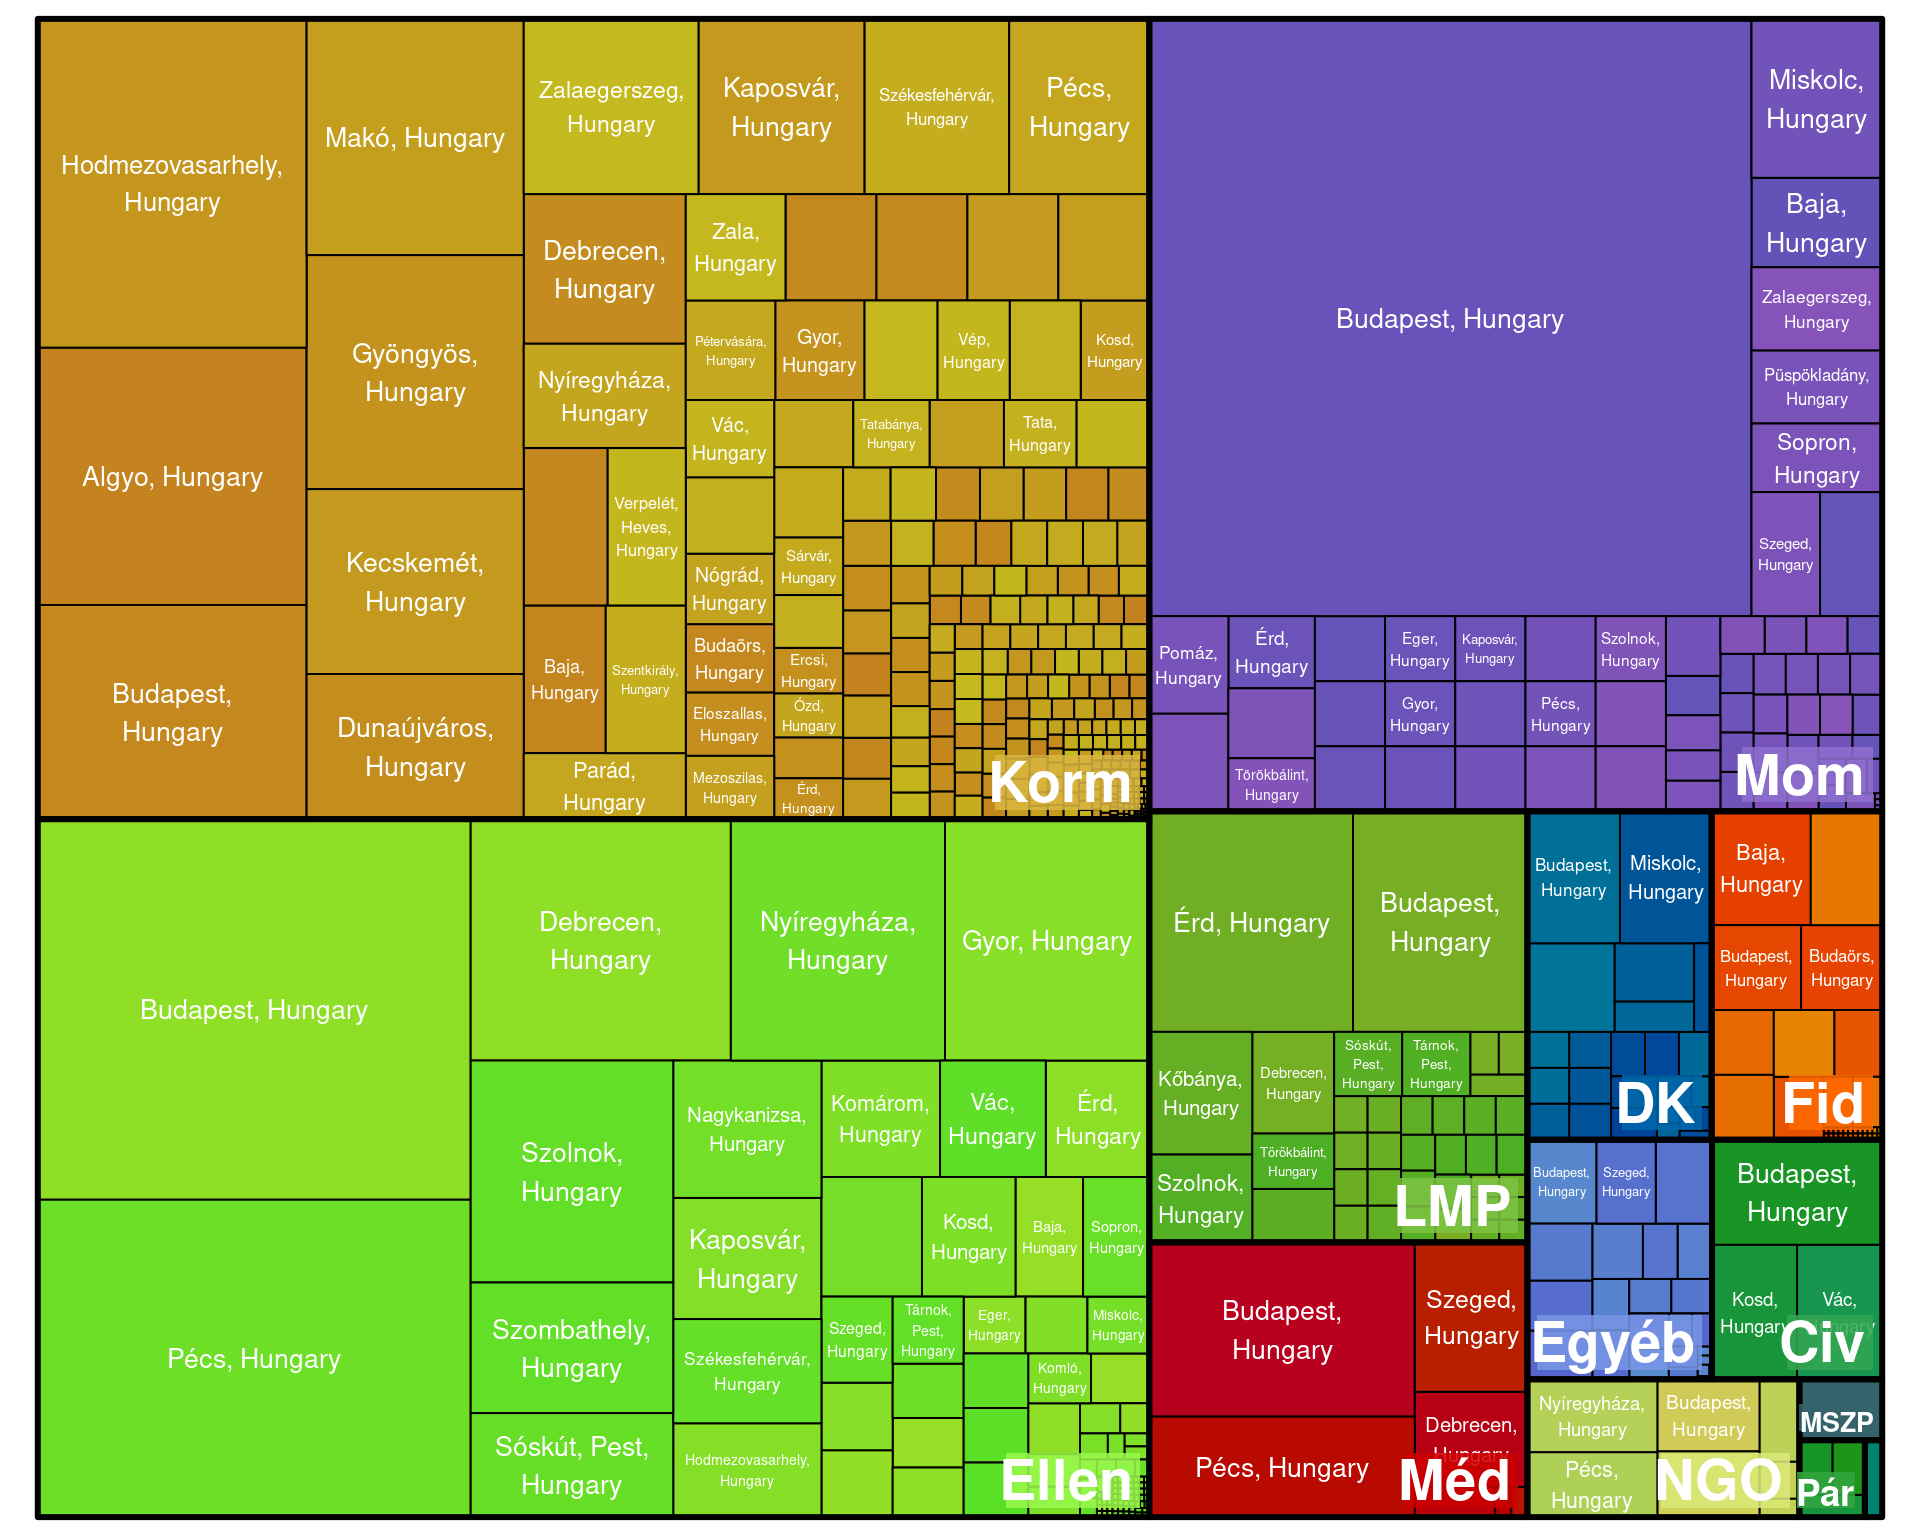 Hodmezovasarhely,
Hungary
Algyo, Hungary
Budapest,
Hungary
Makó, Hungary
Gyöngyös,
Hungary
Kecskemét,
Hungary
Dunaújváros,
Hungary
Zalaegerszeg,
Hungary
Kaposvár,
Hungary
Székesfehérvár,
Hungary
Pécs,
Hungary
Debrecen,
Hungary
Nyíregyháza,
Hungary
Verpelét,
Heves,
Hungary
Baja,
Hungary
Szentkirály,
Hungary
Parád,
Hungary
Zala,
Hungary
Pétervására,
Hungary
Gyor,
Hungary
Vép,
Hungary
Kosd,
Hungary
Vác,
Hungary
Tatabánya,
Hungary
Tata,
Hungary
Nógrád,
Hungary
Sárvár,
Hungary
Budaörs,
Hungary
Ercsi,
Hungary
Eloszallas,
Hungary
Ózd,
Hungary
Mezoszilas,
Hungary
Érd,
Hungary
Korm
Budapest, Hungary
Miskolc,
Hungary
Baja,
Hungary
Zalaegerszeg,
Hungary
Püspökladány,
Hungary
Sopron,
Hungary
Szeged,
Hungary
Pomáz,
Hungary
Érd,
Hungary
Törökbálint,
Hungary
Eger,
Hungary
Kaposvár,
Hungary
Szolnok,
Hungary
Gyor,
Hungary
Pécs,
Hungary
Mom
Budapest, Hungary
Pécs, Hungary
Debrecen,
Hungary
Nyíregyháza,
Hungary
Gyor, Hungary
Szolnok,
Hungary
Szombathely,
Hungary
Sóskút, Pest,
Hungary
Nagykanizsa,
Hungary
Kaposvár,
Hungary
Székesfehérvár,
Hungary
Hodmezovasarhely,
Hungary
Komárom,
Hungary
Vác,
Hungary
Érd,
Hungary
Kosd,
Hungary
Baja,
Hungary
Sopron,
Hungary
Szeged,
Hungary
Tárnok,
Pest,
Hungary
Eger,
Hungary
Miskolc,
Hungary
Komló,
Hungary
Ellen
Érd, Hungary
Budapest,
Hungary
Kőbánya,
Hungary
Szolnok,
Hungary
Debrecen,
Hungary
Törökbálint,
Hungary
Sóskút,
Pest,
Hungary
Tárnok,
Pest,
Hungary
LMP
Budapest,
Hungary
Pécs, Hungary
Szeged,
Hungary
Debrecen,
Hungary
Méd
Budapest,
Hungary
Miskolc,
Hungary
DK
Baja,
Hungary
Budapest,
Hungary
Budaörs,
Hungary
Fid
Budapest,
Hungary
Szeged,
Hungary
Egyéb
Budapest,
Hungary
Kosd,
Hungary
Vác,
Hungary
Civ
Nyíregyháza,
Hungary
Budapest,
Hungary
Pécs,
Hungary
NGO
MSZP
Pár